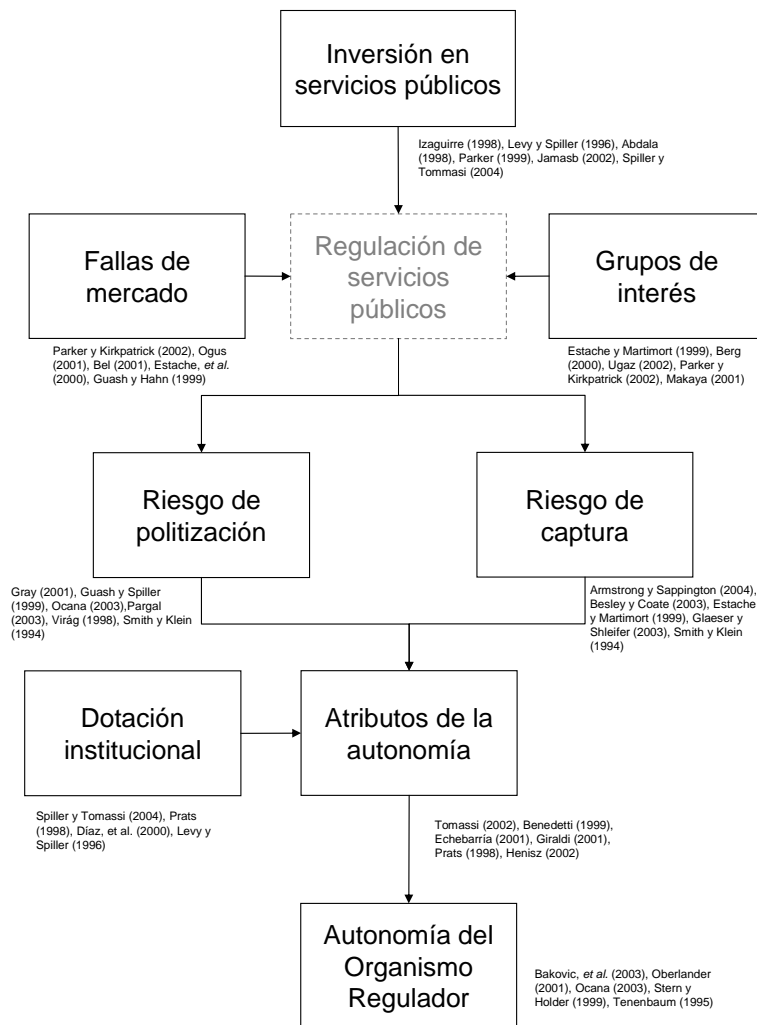 Inversión en
servicios públicos
Izaguirre (1998), Levy y Spiller (1996), Abdala
(1998), Parker (1999), Jamasb (2002), Spiller y
Tommasi (2004)
Fallas de
mercado
Regulación de
servicios
públicos
Grupos de
interés
Parker y Kirkpatrick (2002), Ogus
(2001), Bel (2001), Estache, et al.
(2000), Guash y Hahn (1999)
Estache y Martimort (1999), Berg
(2000), Ugaz (2002), Parker y
Kirkpatrick (2002), Makaya (2001)
Riesgo de
politización
Riesgo de
captura
Gray (2001), Guash y Spiller
(1999), Ocana (2003),Pargal
(2003), Virág (1998), Smith y Klein
(1994)
Armstrong y Sappington (2004),
Besley y Coate (2003), Estache
y Martimort (1999), Glaeser y
Shleifer (2003), Smith y Klein
(1994)
Dotación
institucional
Atributos de la
autonomía
Spiller y Tomassi (2004), Prats
(1998), Díaz, et al. (2000), Levy y
Spiller (1996)
Tomassi (2002), Benedetti (1999),
Echebarría (2001), Giraldi (2001),
Prats (1998), Henisz (2002)
Autonomía del
Organismo
Regulador
Bakovic, et al. (2003), Oberlander
(2001), Ocana (2003), Stern y
Holder (1999), Tenenbaum (1995)